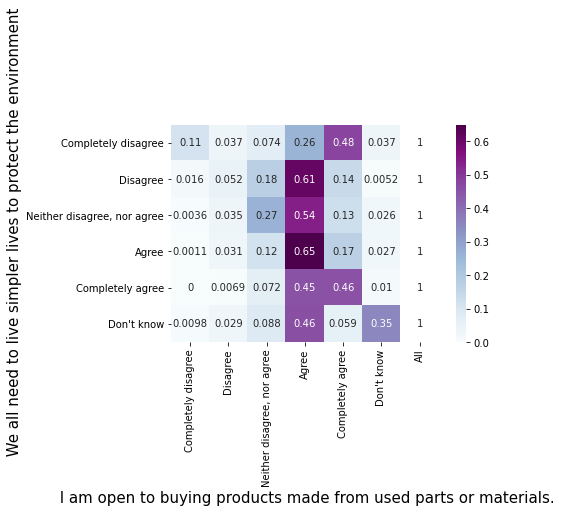 We all need to live simpler lives to protect the environment
Completely disagree 0.11 0.037 0.074 0.26 0.48 0.037 1
Disagree 0.016 0.052 0.18 0.61 0.14 0.0052 1
Neither disagree, nor agree 0.0036 0.035 0.27 0.54 0.13 0.026 1
Agree 0.0011 0.031 0.12 0.65 0.17 0.027 1
Completely agree 0 0.0069 0.072 0.45 0.46 0.01 1
Don't know 0.0098 0.029 0.088 0.46 0.059 0.35 1
Completely disagree
Disagree
Neither disagree, nor agree
Agree
Completely agree
Don't know
All
0.6
0.5
0.4
0.3
0.2
0.1
0.0
I am open to buying products made from used parts or materials.